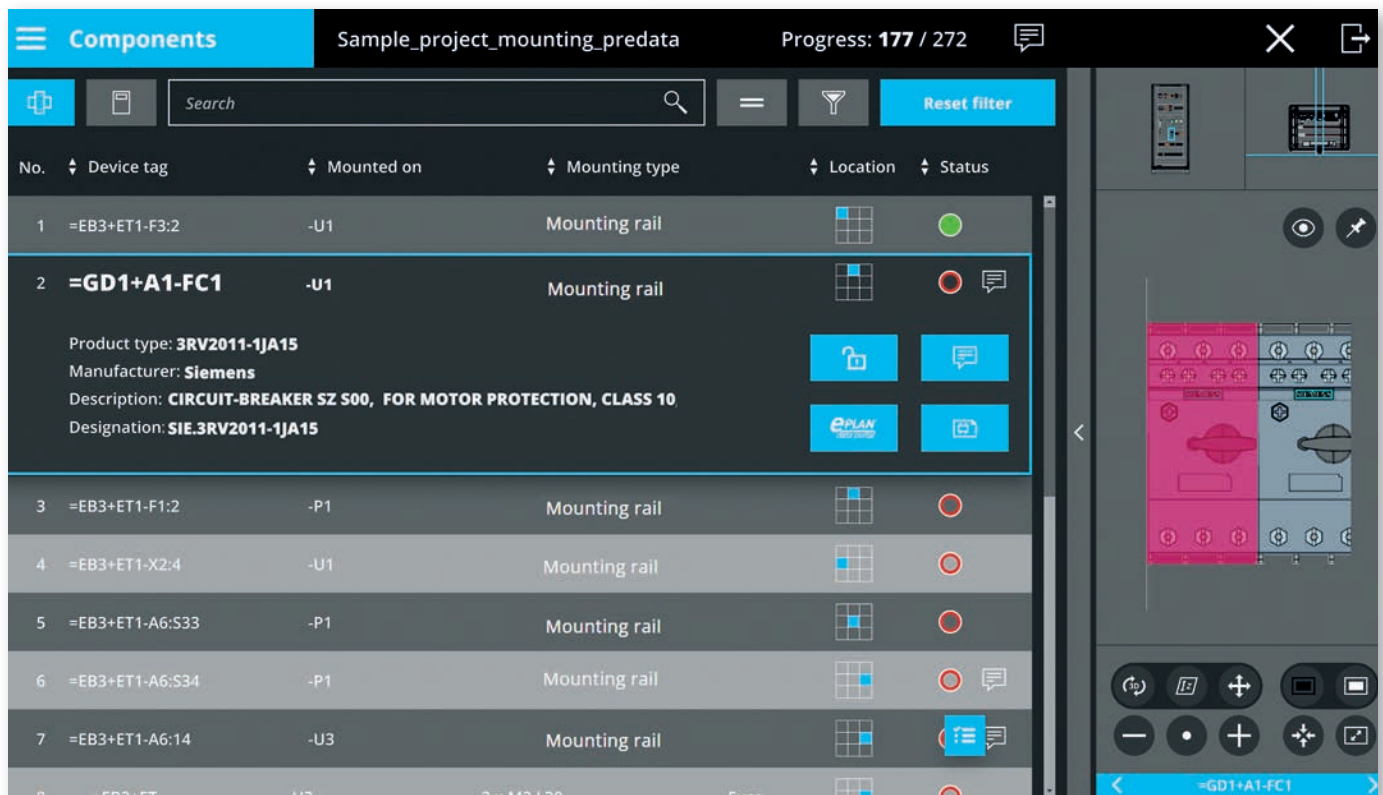 Components Sample_project_mounting_predata Progress: 177 / 272
Search Reset filter
No. Device tag Mounted on Mounting type Location Status
1 =EB3+ET1-F3:2 -U1 Mounting rail
2 =GD1+A1-FC1 -U1 Mounting rail
Product type: 3RV2011-1JA15
Manufacturer: Siemens
Description: CIRCUIT-BREAKER SZ S00, FOR MOTOR PROTECTION, CLASS 10
Designation: SIE.3RV2011-1JA15
ePLAN
3 =EB3+ET1-F1:2 -P1 Mounting rail
4 =EB3+ET1-X2:4 -U1 Mounting rail
5 =EB3+ET1-A6:S33 -P1 Mounting rail
6 =EB3+ET1-A6:S34 -P1 Mounting rail
3D
7 =EB3+ET1-A6:14 -U3 Mounting rail
=GD1+A1-FC1